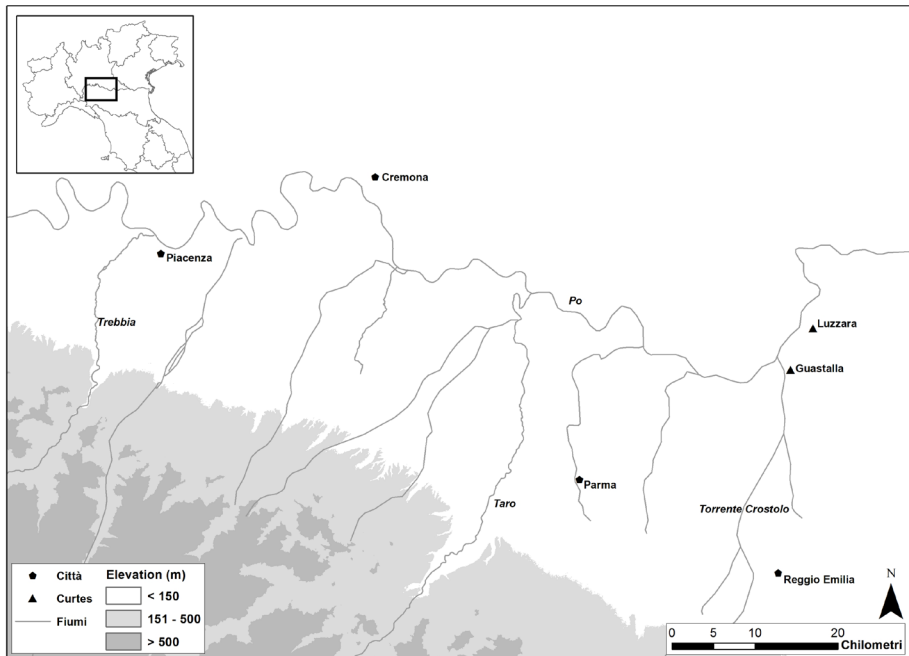 Cremona
Piacenza
Po
Trebbia
Luzzara
Guastalla
Parma
Taro
Torrente Crostolo
Reggio Emilia
N
Città
Curtes
Fiumi
Elevation (m)
< 150
151 - 500
> 500
0 5 10 20
Chilometri